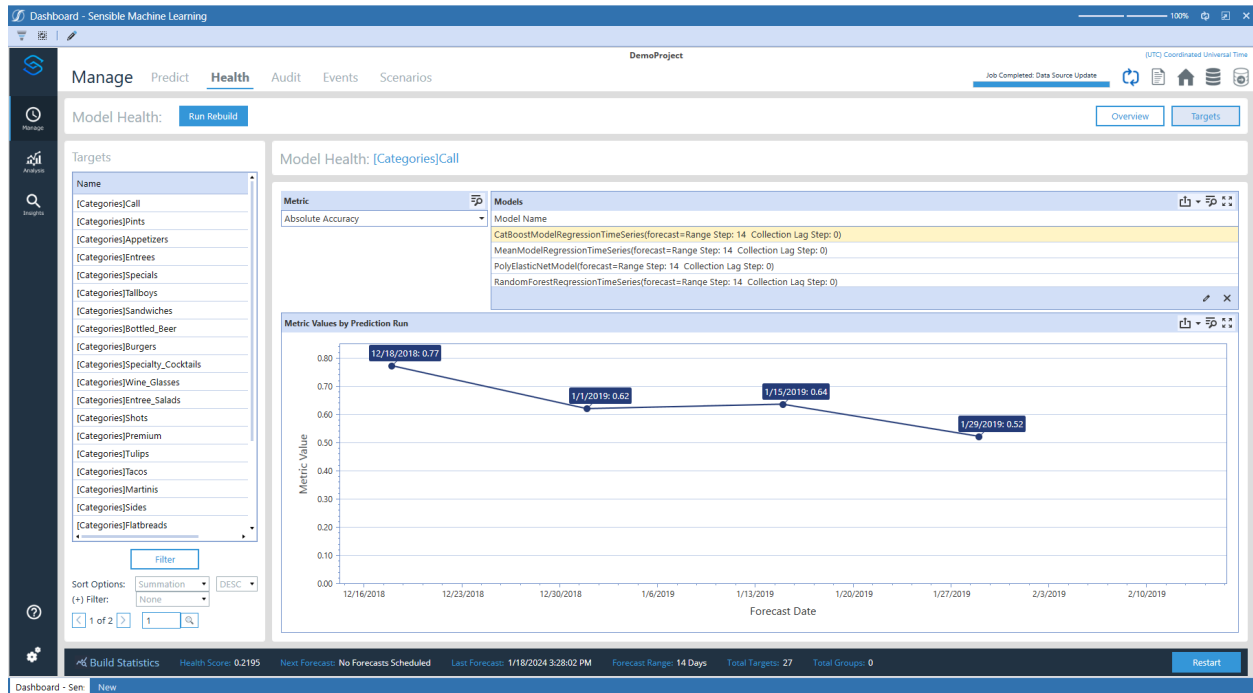 Dashboard - Sensible Machine Learning
100%
DemoProject
(UTC) Coordinated Universal Time
Manage Predict Health Audit Events Scenarios
Job Completed: Data Source Update
Manage
Analysis
Insights
Model Health: Run Rebuild
Overview Targets
Targets
Name
[Categories]Call
[Categories]Pints
[Categories]Appetizers
[Categories]Entrees
[Categories]Specials
[Categories]Tallboys
[Categories]Sandwiches
[Categories]Bottled_Beer
[Categories]Burgers
[Categories]Specialty_Cocktails
[Categories]Wine_Glasses
[Categories]Entree_Salads
[Categories]Shots
[Categories]Premium
[Categories]Tulips
[Categories]Tacos
[Categories]Martinis
[Categories]Sides
[Categories]Flatbreads
Filter
Sort Options: Summation DESC
(+) Filter: None
< 1 of 2 > 1
Model Health: [Categories]Call
Metric
Absolute Accuracy
Models
Model Name
CatBoostModelRegressionTimeSeries(forecast=Range Step: 14 Collection Lag Step: 0)
MeanModelRegressionTimeSeries(forecast=Range Step: 14 Collection Lag Step: 0)
PolyElasticNetModel(forecast=Range Step: 14 Collection Lag Step: 0)
RandomForestRegressionTimeSeries(forecast=Range Step: 14 Collection Lag Step: 0)
Metric Values by Prediction Run
Metric Value
0.80
0.70
0.60
0.50
0.40
0.30
0.20
0.10
0.00
12/18/2018: 0.77
1/1/2019: 0.62
1/15/2019: 0.64
1/29/2019: 0.52
12/16/2018 12/23/2018 12/30/2018 1/6/2019 1/13/2019 1/20/2019 1/27/2019 2/3/2019 2/10/2019
Forecast Date
Build Statistics Health Score: 0.2195 Next Forecast: No Forecasts Scheduled Last Forecast: 1/18/2024 3:28:02 PM Forecast Range: 14 Days Total Targets: 27 Total Groups: 0 Restart
Dashboard - Sen New